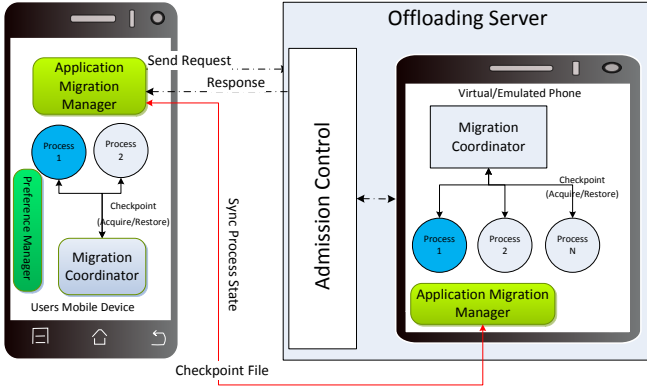 Offloading Server
Send Request
Response
Application
Migration
Manager
Process
1
Process
2
Preference Manager
Checkpoint
(Acquire/Restore)
Migration
Coordinator
Users Mobile Device
Sync Process State
Checkpoint File
Admission Control
Virtual/Emulated Phone
Migration
Coordinator
Checkpoint
(Acquire/Restore)
Process
1
Process
2
Process
N
Application Migration
Manager